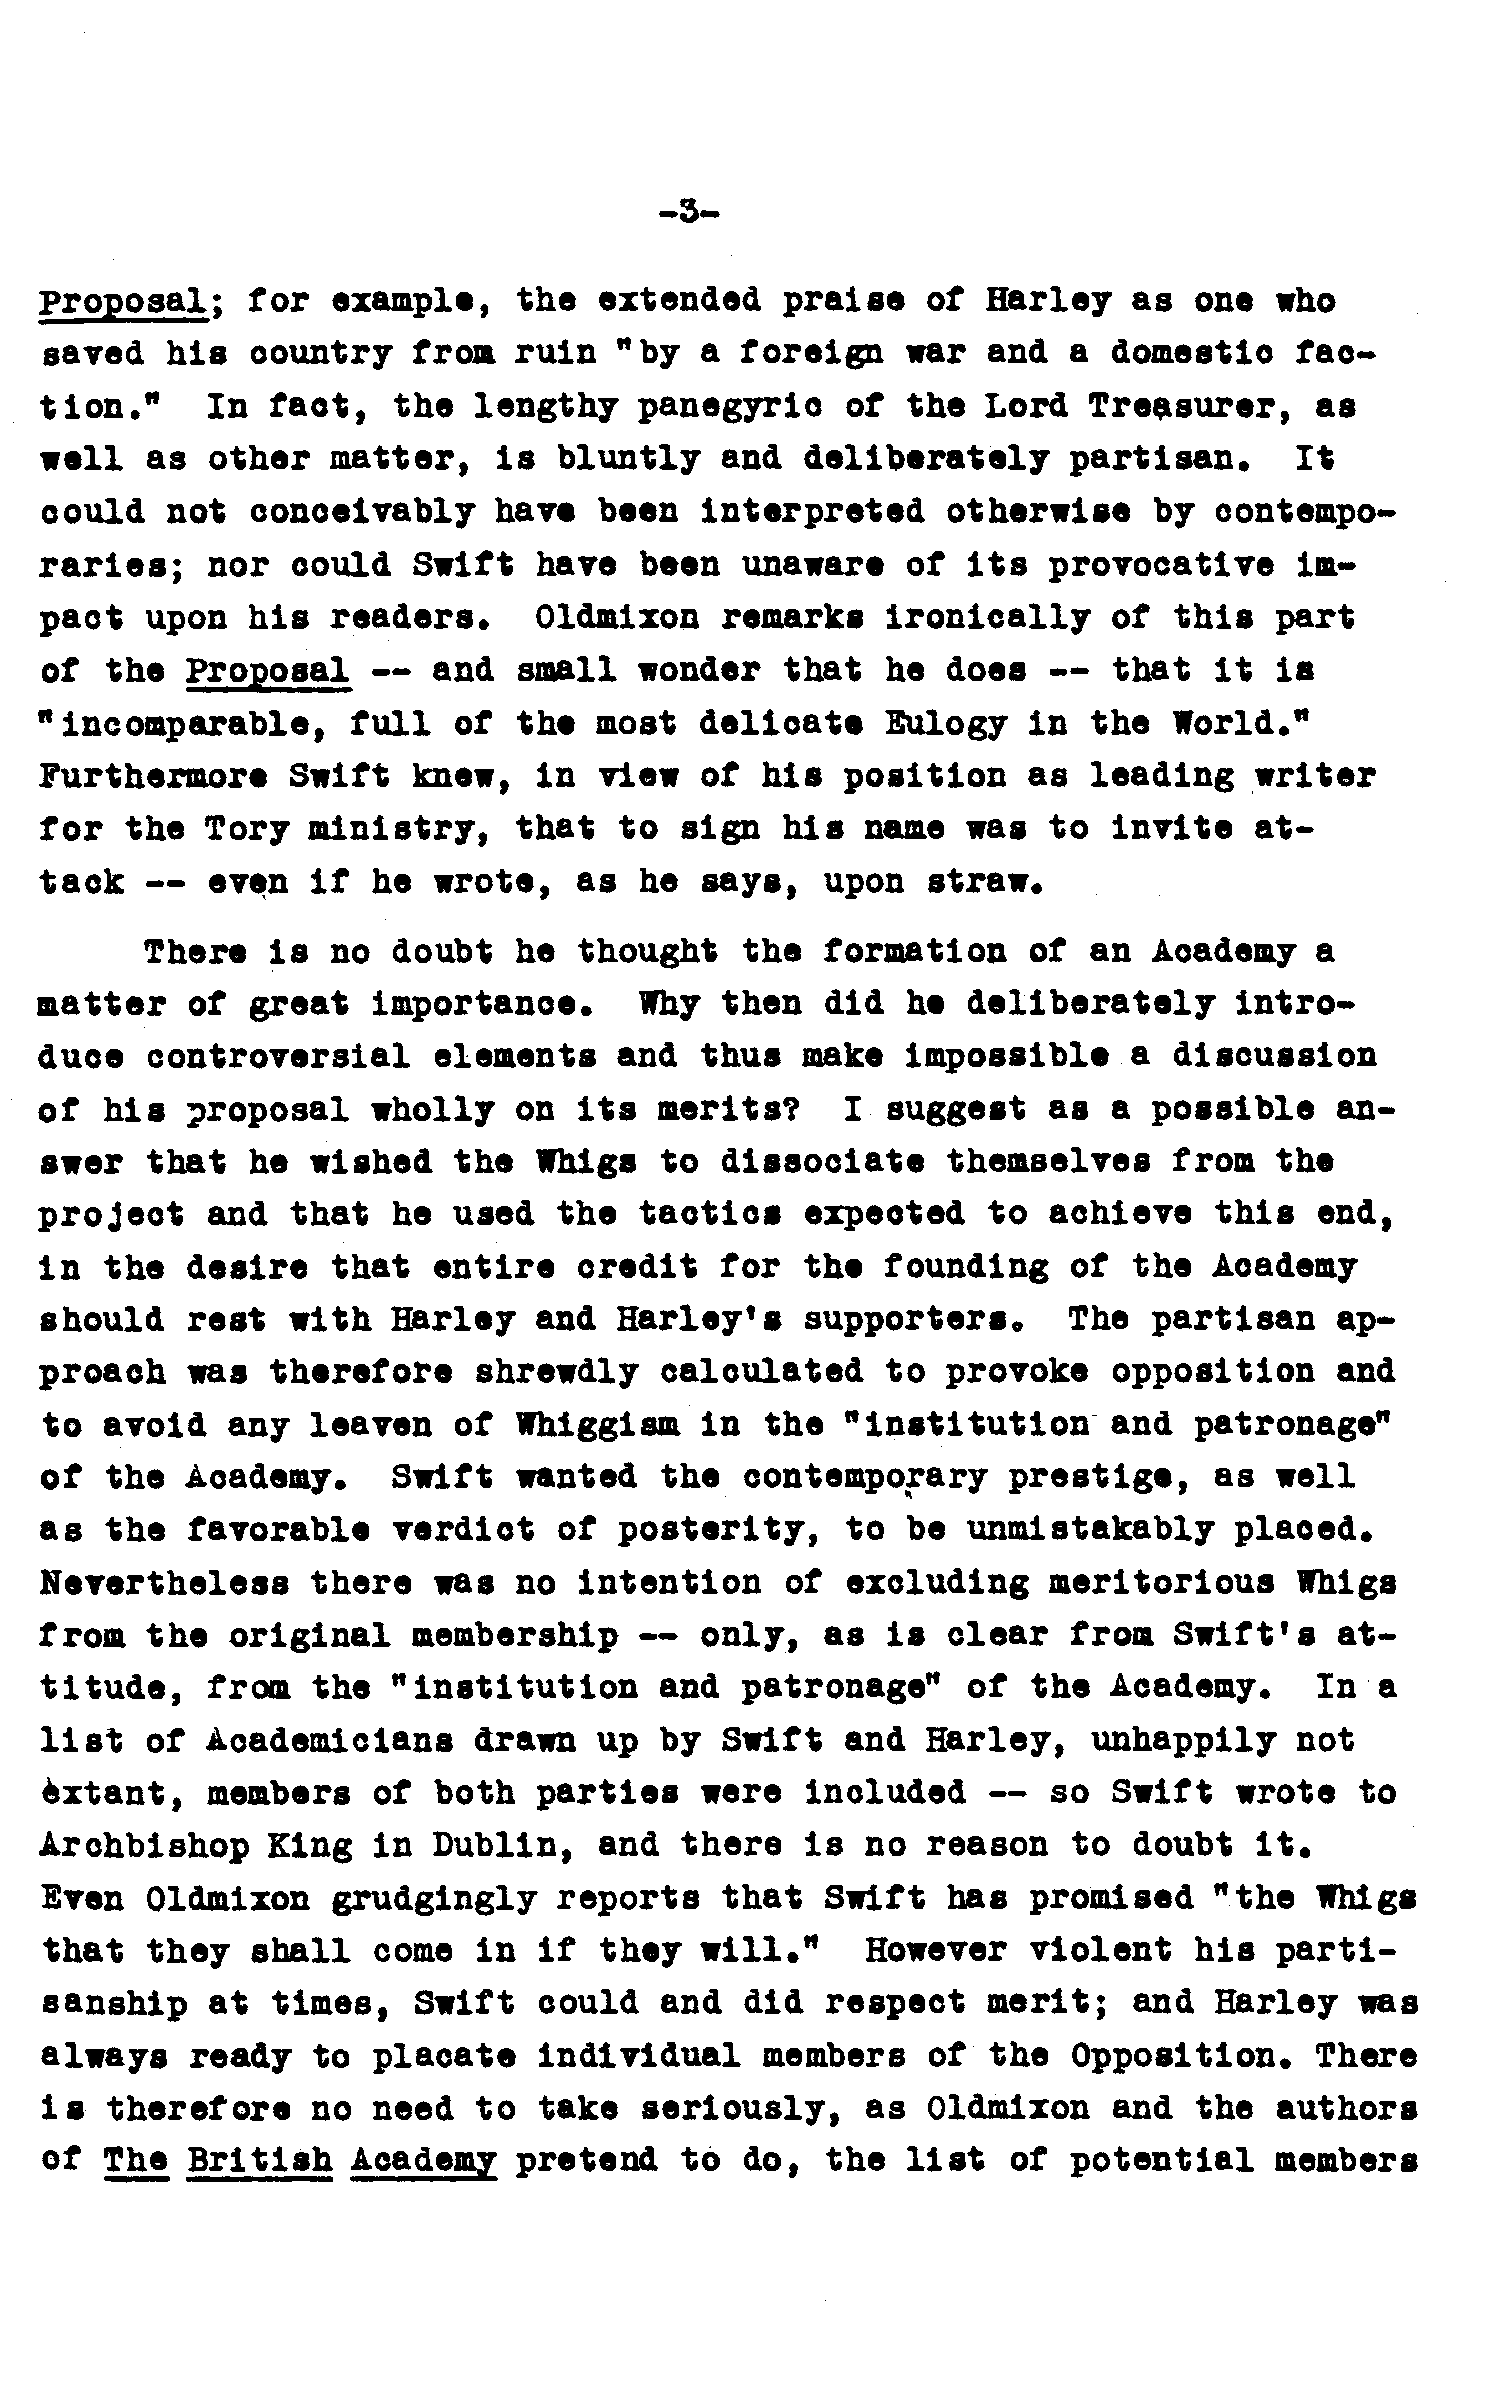 -3-
Proposal; for example, the extended praise of Harley as one who
saved his country from ruin "by a foreign war and a domestic fac-
tion." In fact, the lengthy panegyric of the Lord Treasurer, as
well as other matter, is bluntly and deliberately partisan. It
could not conceivably have been interpreted otherwise by contempo-
raries; nor could Swift have been unaware of its provocative im-
pact upon his readers. Oldmixon remarks ironically of this part
of the Proposal -- and small wonder that he does -- that it is
"incomparable, full of the most delicate Eulogy in the World."
Furthermore Swift knew, in view of his position as leading writer
for the Tory ministry, that to sign his name was to invite at-
tack -- even if he wrote, as he says, upon straw.
There is no doubt he thought the formation of an Academy a
matter of great importance. Why then did he deliberately intro-
duce controversial elements and thus make impossible a discussion
of his proposal wholly on its merits? I suggest as a possible an-
swer that he wished the Whigs to dissociate themselves from the
project and that he used the tactics expected to achieve this end,
in the desire that entire credit for the founding of the Academy
should rest with Harley and Harley's supporters. The partisan ap-
proach was therefore shrewdly calculated to provoke opposition and
to avoid any leaven of Whiggism in the "institution and patronage"
of the Academy. Swift wanted the contemporary prestige, as well
as the favorable verdict of posterity, to be unmistakably placed.
Nevertheless there was no intention of excluding meritorious Whigs
from the original membership -- only, as is clear from Swift's at-
titude, from the "institution and patronage" of the Academy. In a
list of Academicians drawn up by Swift and Harley, unhappily not
extant, members of both parties were included -- so Swift wrote to
Archbishop King in Dublin, and there is no reason to doubt it.
Even Oldmixon grudgingly reports that Swift has promised "the Whigs
that they shall come in if they will." However violent his parti-
sanship at times, Swift could and did respect merit; and Harley was
always ready to placate individual members of the Opposition. There
is therefore no need to take seriously, as Oldmixon and the authors
of The British Academy pretend to do, the list of potential members